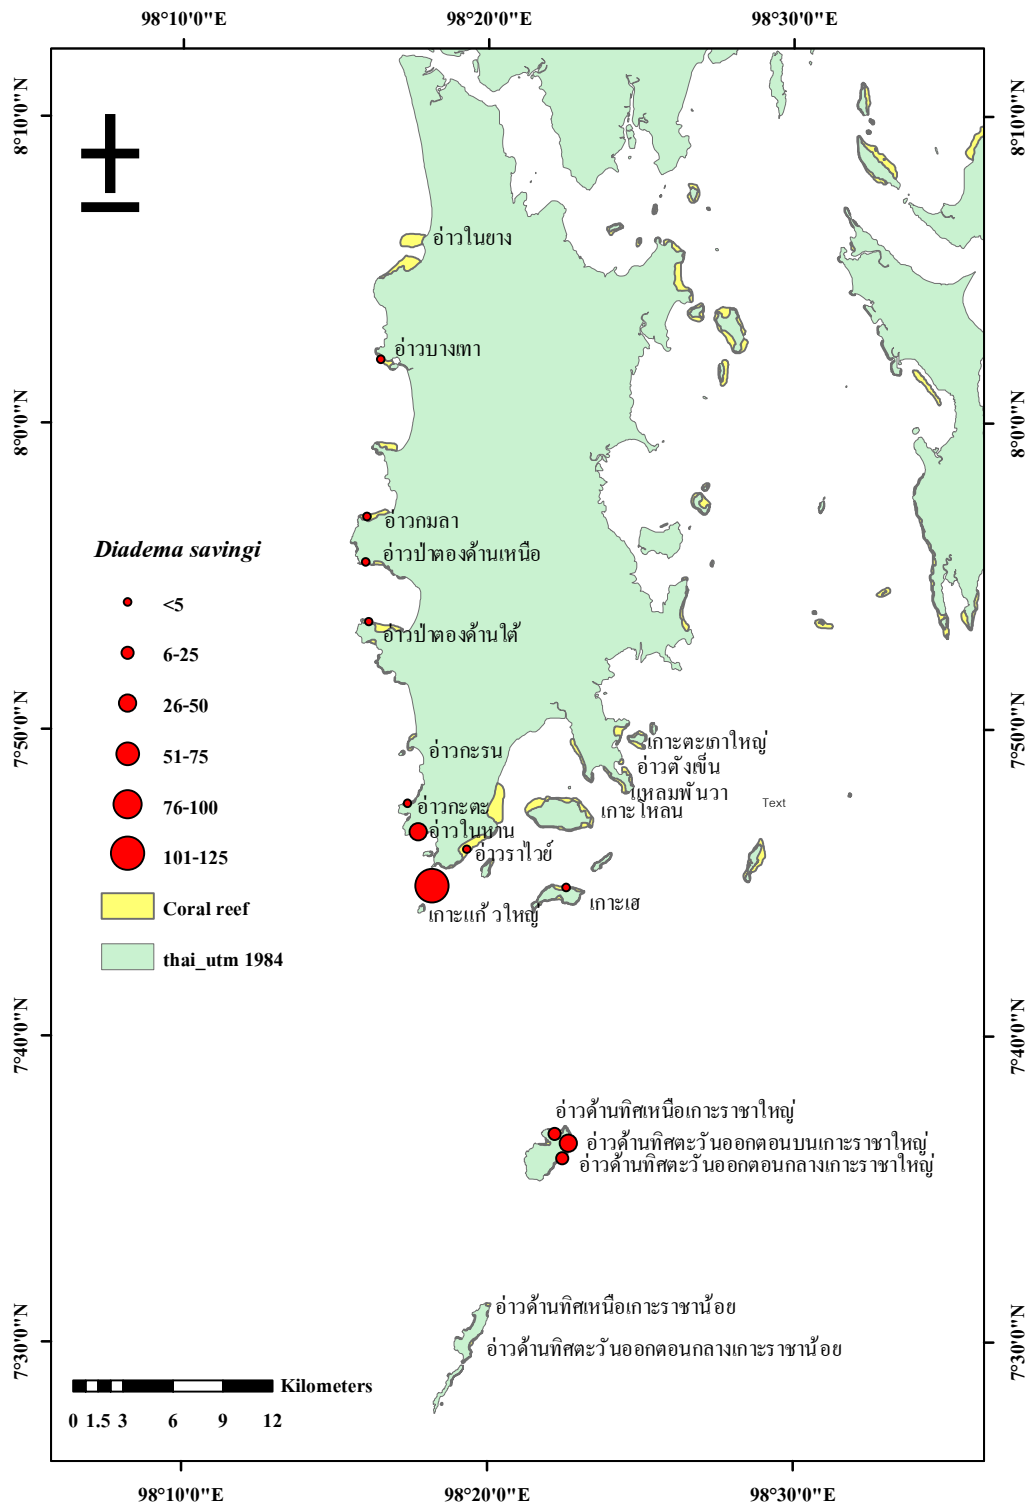 98°10'0"E 98°20'0"E 98°30'0"E
8°10'0"N 8°10'0"N
อ่าวในยาง
อ่าวบางเทา
8°0'0"N 8°0'0"N
อ่าวกมลา
Diadema savingi
อ่าวป่าตองด้านเหนือ
<5
อ่าวป่าตองด้านใต้
6-25
26-50
7°50'0"N 7°50'0"N
อ่าวกะรน
เกาะตะเภาใหญ่
51-75
อ่าวตังเข็น
แหลมพันวา
76-100
อ่าวกะตะ
เกาะโหลน
Text
อ่าวในหาน
101-125
อ่าวราไวย์
Coral reef
เกาะเฮ
เกาะแก้วใหญ่
thai_utm 1984
7°40'0"N 7°40'0"N
อ่าวด้านทิศเหนือเกาะราชาใหญ่
อ่าวด้านทิศตะวันออกตอนบนเกาะราชาใหญ่
อ่าวด้านทิศตะวันออกตอนกลางเกาะราชาใหญ่
อ่าวด้านทิศเหนือเกาะราชาน้อย
7°30'0"N 7°30'0"N
อ่าวด้านทิศตะวันออกตอนกลางเกาะราชาน้อย
Kilometers
0 1.5 3 6 9 12
98°10'0"E 98°20'0"E 98°30'0"E